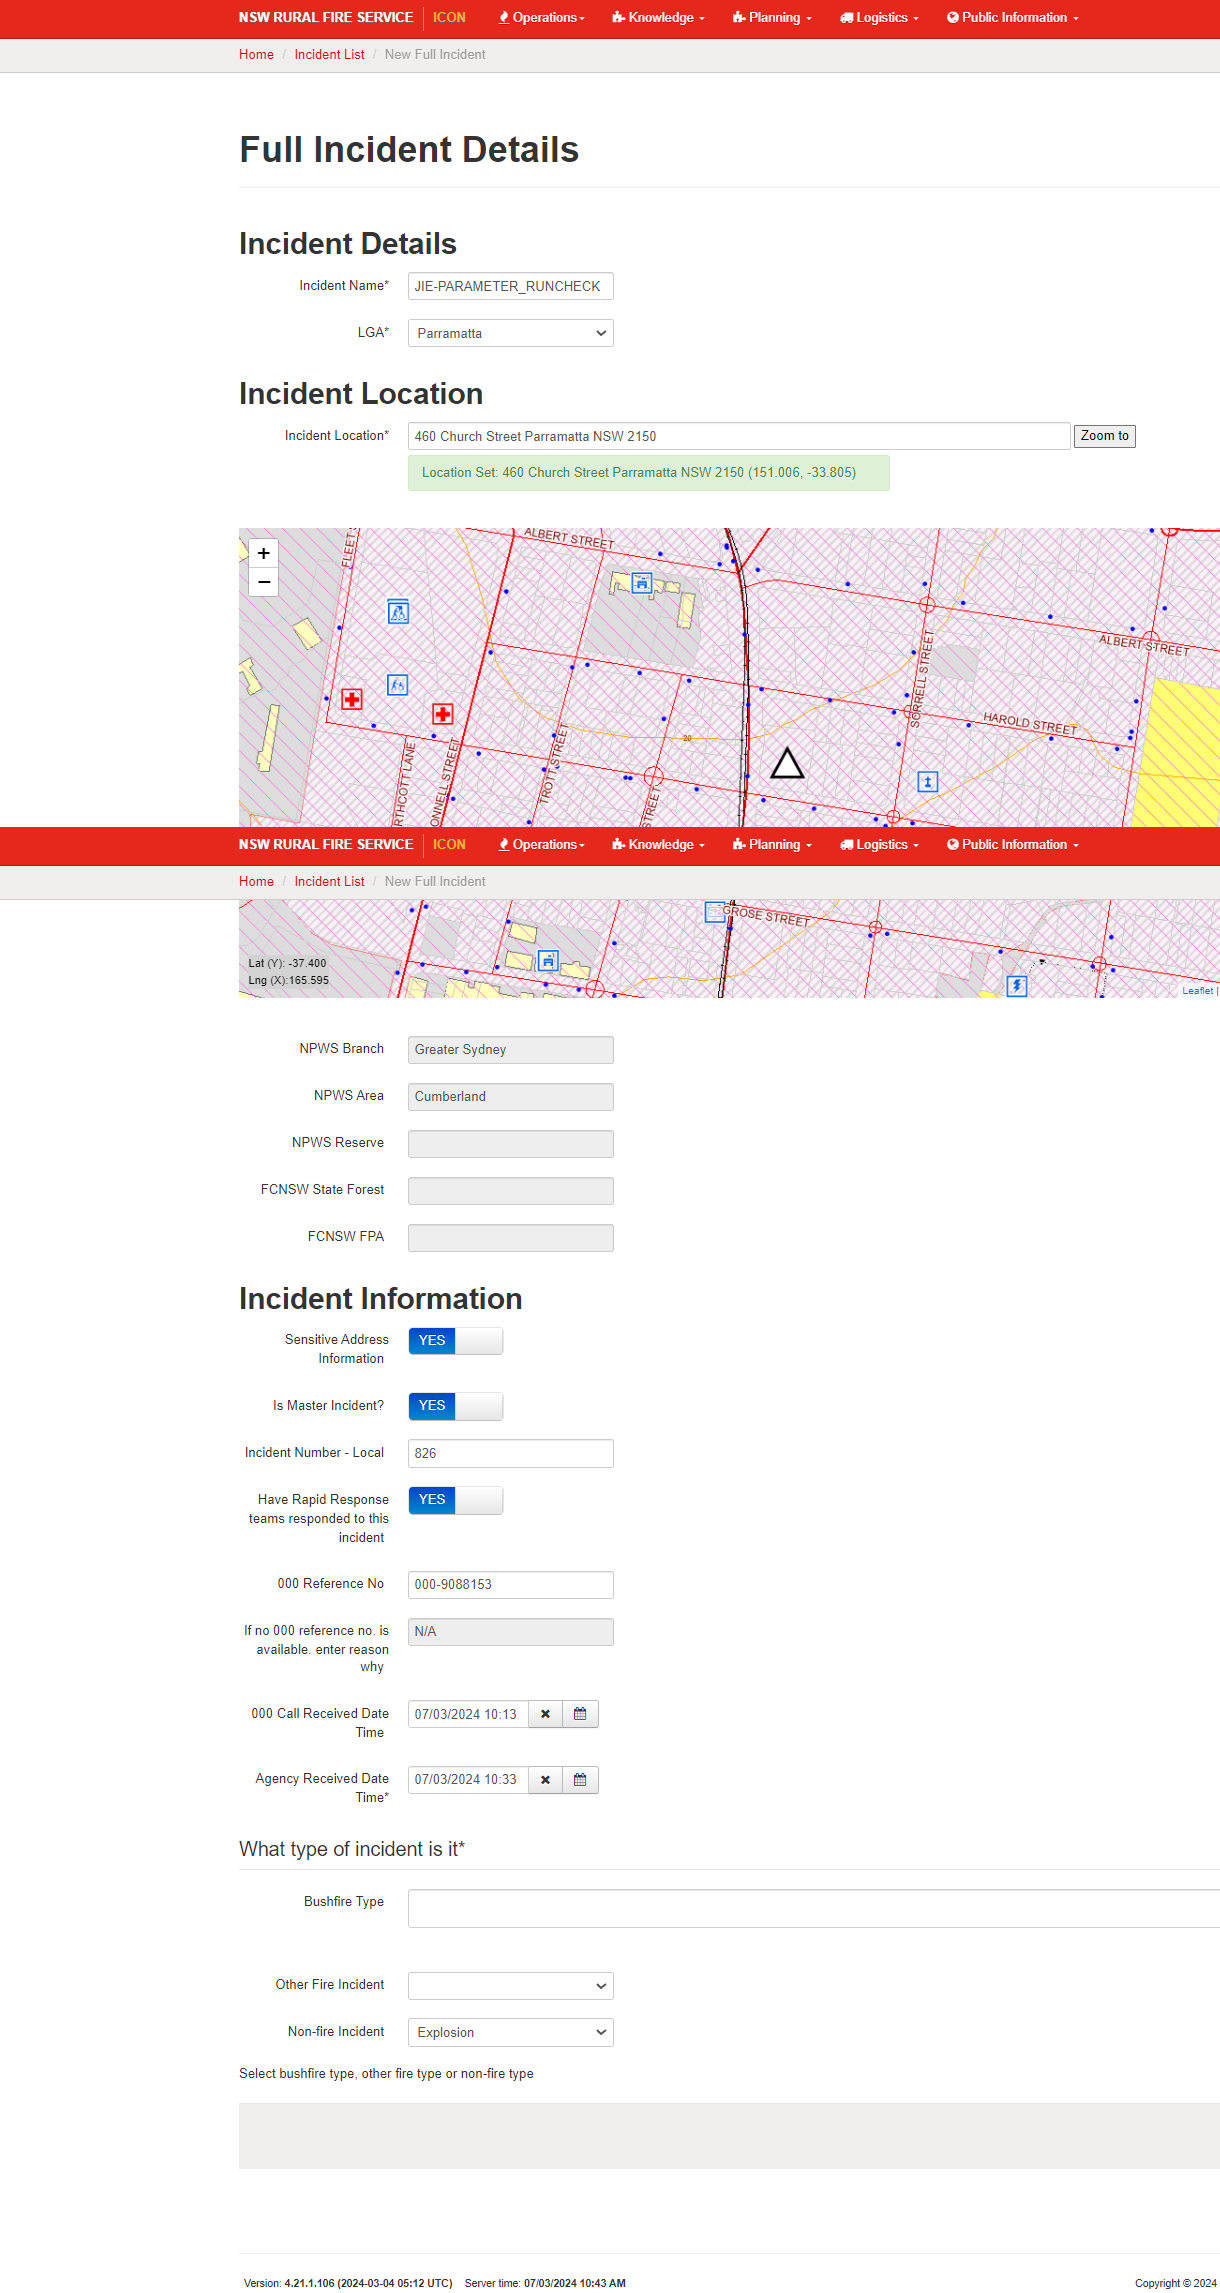 NSW RURAL FIRE SERVICE ICON Operations Knowledge Planning Logistics Public Information
Home / Incident List / New Full Incident
Full Incident Details
Incident Details
Incident Name* JIE-PARAMETER_RUNCHECK
LGA* Parramatta
Incident Location
Incident Location* 460 Church Street Parramatta NSW 2150 Zoom to
Location Set: 460 Church Street Parramatta NSW 2150 (151.006, -33.805)
+
−
ALBERT STREET
FLEET
ALBERT STREET
SORRELL STREET
HAROLD STREET
20
TROTT STREET
RTHCOTT LANE
ONNELL STREET
STREET
NSW RURAL FIRE SERVICE ICON Operations Knowledge Planning Logistics Public Information
Home / Incident List / New Full Incident
GROSE STREET
Lat (Y): -37.400
Lng (X):165.595
Leaflet |
NPWS Branch Greater Sydney
NPWS Area Cumberland
NPWS Reserve
FCNSW State Forest
FCNSW FPA
Incident Information
Sensitive Address YES
Information
Is Master Incident? YES
Incident Number - Local 826
Have Rapid Response YES
teams responded to this
incident
000 Reference No 000-9088153
If no 000 reference no. is N/A
available. enter reason
why
000 Call Received Date 07/03/2024 10:13
Time
Agency Received Date 07/03/2024 10:33
Time*
What type of incident is it*
Bushfire Type
Other Fire Incident
Non-fire Incident Explosion
Select bushfire type, other fire type or non-fire type
Version: 4.21.1.106 (2024-03-04 05:12 UTC) Server time: 07/03/2024 10:43 AM Copyright © 2024